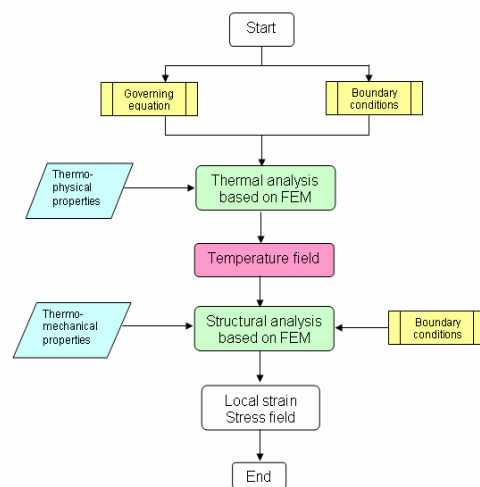 Start
Governing
equation
Boundary
conditions
Thermo-
physical
properties
Thermal analysis
based on FEM
Temperature field
Thermo-
mechanical
properties
Structural analysis
based on FEM
Boundary
conditions
Local strain
Stress field
End